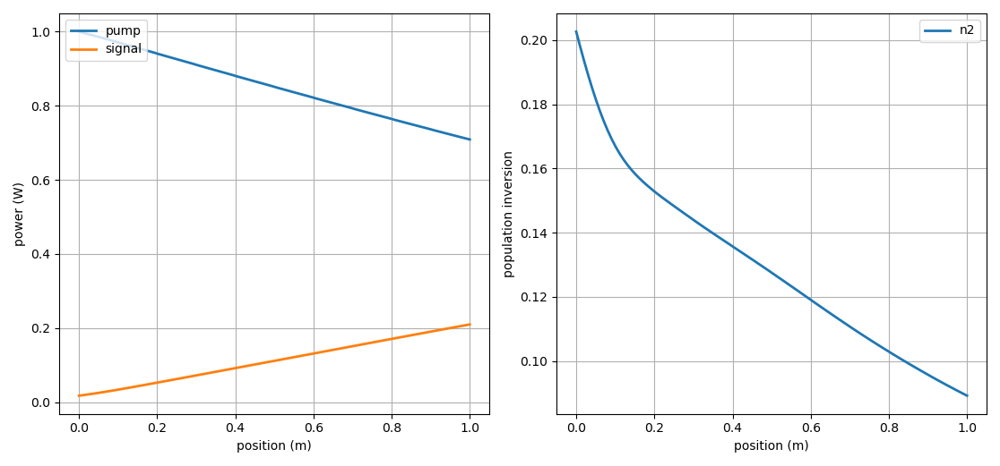 power (W)
1.0
0.8
0.6
0.4
0.2
0.0
pump
signal
0.0 0.2 0.4 0.6 0.8 1.0
position (m)
population inversion
0.20
0.18
0.16
0.14
0.12
0.10
n2
0.0 0.2 0.4 0.6 0.8 1.0
position (m)